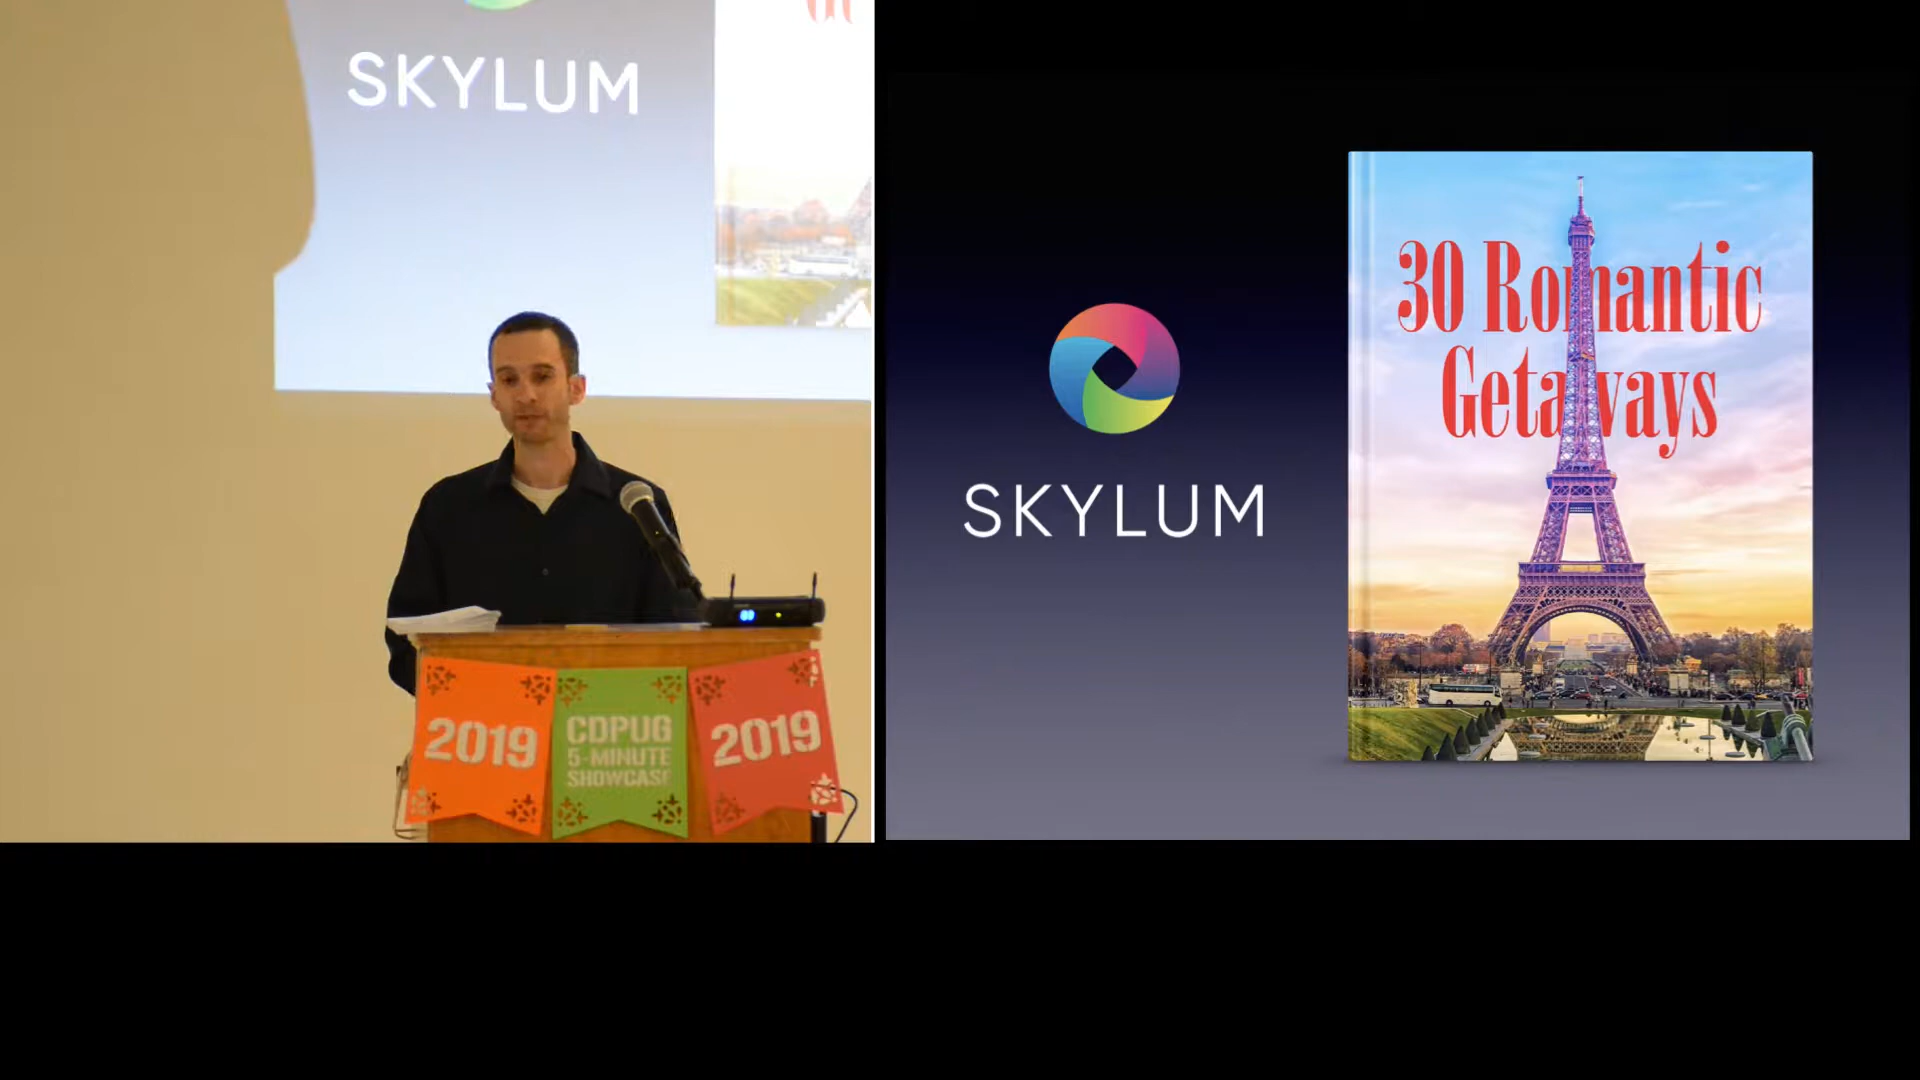 SKYLUM
2019
CDPUG
5-MINUTE
SHOWCASE
2019
SKYLUM
30 Romantic
Getaways